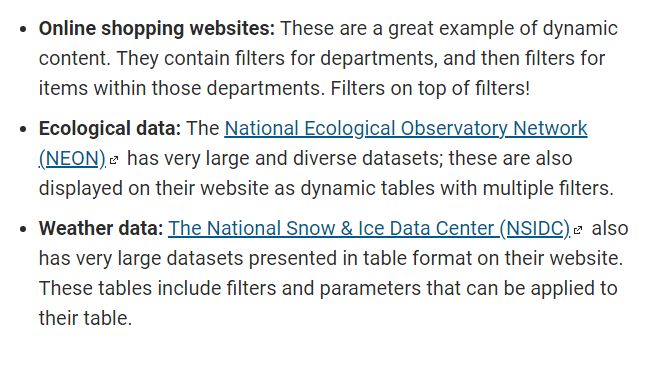 • Online shopping websites: These are a great example of dynamic
content. They contain filters for departments, and then filters for
items within those departments. Filters on top of filters!
• Ecological data: The National Ecological Observatory Network
(NEON) has very large and diverse datasets; these are also
displayed on their website as dynamic tables with multiple filters.
• Weather data: The National Snow & Ice Data Center (NSIDC) also
has very large datasets presented in table format on their website.
These tables include filters and parameters that can be applied to
their table.